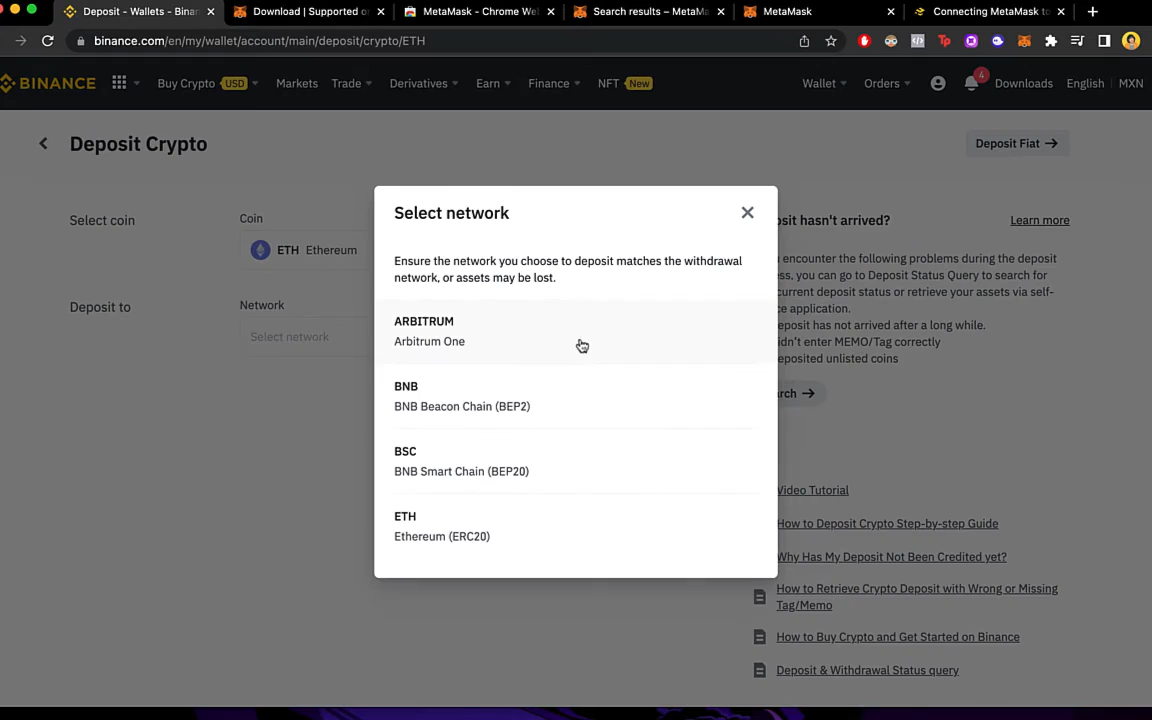 Deposit - Wallets - Binan
Download | Supported o
MetaMask - Chrome We
Search results – MetaMa
MetaMask
Connecting MetaMask to
binance.com/en/my/wallet/account/main/deposit/crypto/ETH
BINANCE
Buy Crypto USD
Markets
Trade
Derivatives
Earn
Finance
NFT New
Wallet
Orders
4
Downloads
English | MXN
Deposit Crypto
Deposit Fiat
Select coin
Coin
ETH Ethereum
Deposit to
Network
Select network
Select network
Ensure the network you choose to deposit matches the withdrawal
network, or assets may be lost.
ARBITRUM
Arbitrum One
BNB
BNB Beacon Chain (BEP2)
BSC
BNB Smart Chain (BEP20)
ETH
Ethereum (ERC20)
hasn't arrived?
Learn more
encounter the following problems during the deposit
you can go to Deposit Status Query to search for
current deposit status or retrieve your assets via self-
application.
deposit has not arrived after a long while.
enter MEMO/Tag correctly
unlisted coins
Video Tutorial
How to Deposit Crypto Step-by-step Guide
Why Has My Deposit Not Been Credited yet?
How to Retrieve Crypto Deposit with Wrong or Missing
Tag/Memo
How to Buy Crypto and Get Started on Binance
Deposit & Withdrawal Status query